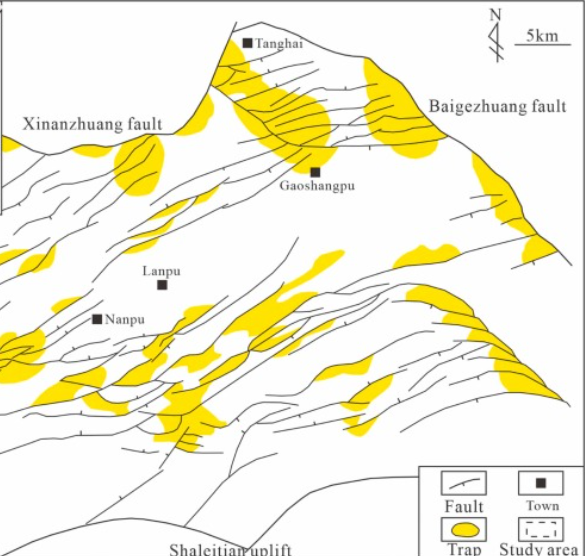 N
5km
Tanghai
Baigezhuang fault
Xinanzhuang fault
Gaoshangpu
Lanpu
Nanpu
Fault
Town
Trap
Study area
Shaleitian uplift